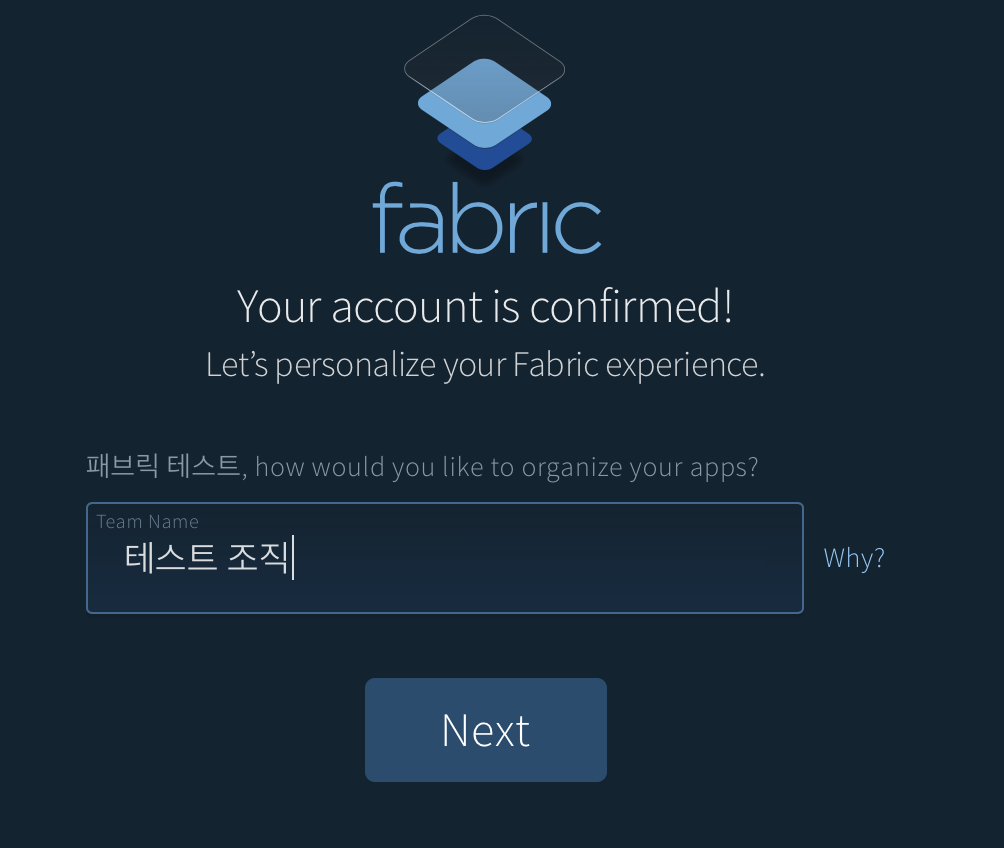 fabric
Your account is confirmed!
Let’s personalize your Fabric experience.
패브릭 테스트, how would you like to organize your apps?
Team Name
테스트 조직
Why?
Next